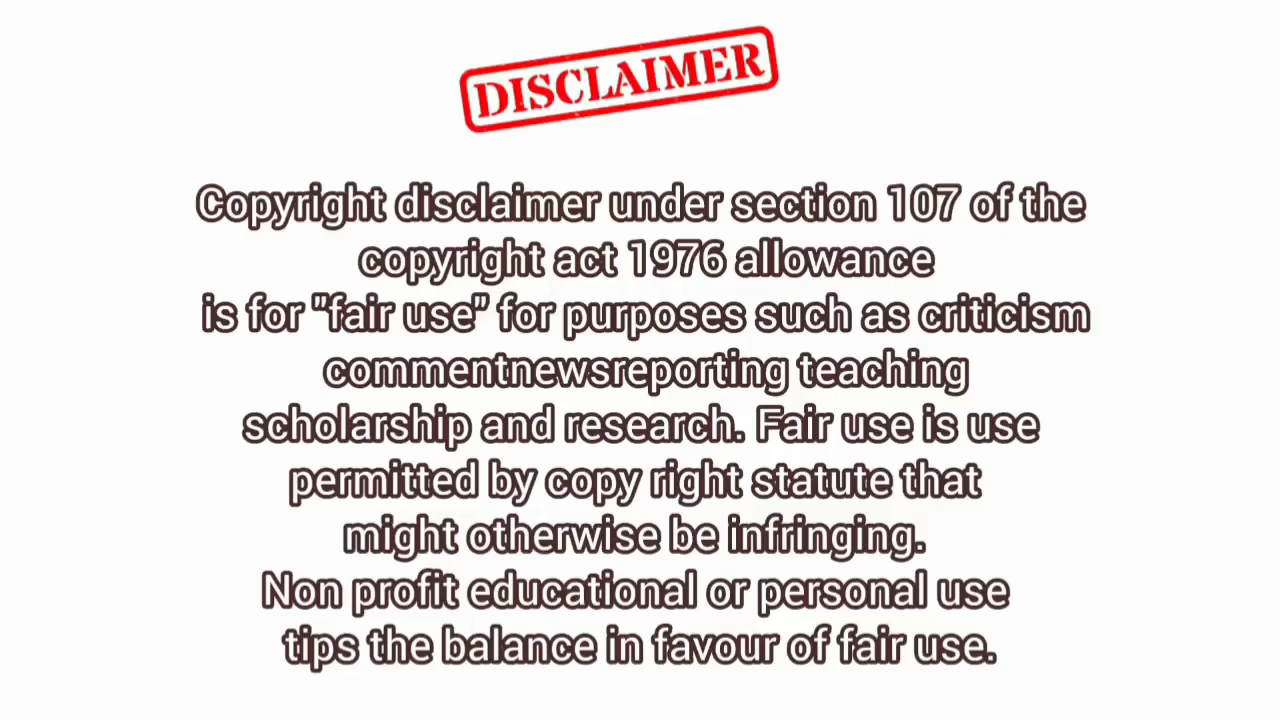 DISCLAIMER
Copyright disclaimer under section 107 of the
copyright act 1976 allowance
is for "fair use" for purposes such as criticism
commentnewsreporting teaching
scholarship and research. Fair use is use
permitted by copy right statute that
might otherwise be infringing.
Non profit educational or personal use
tips the balance in favour of fair use.